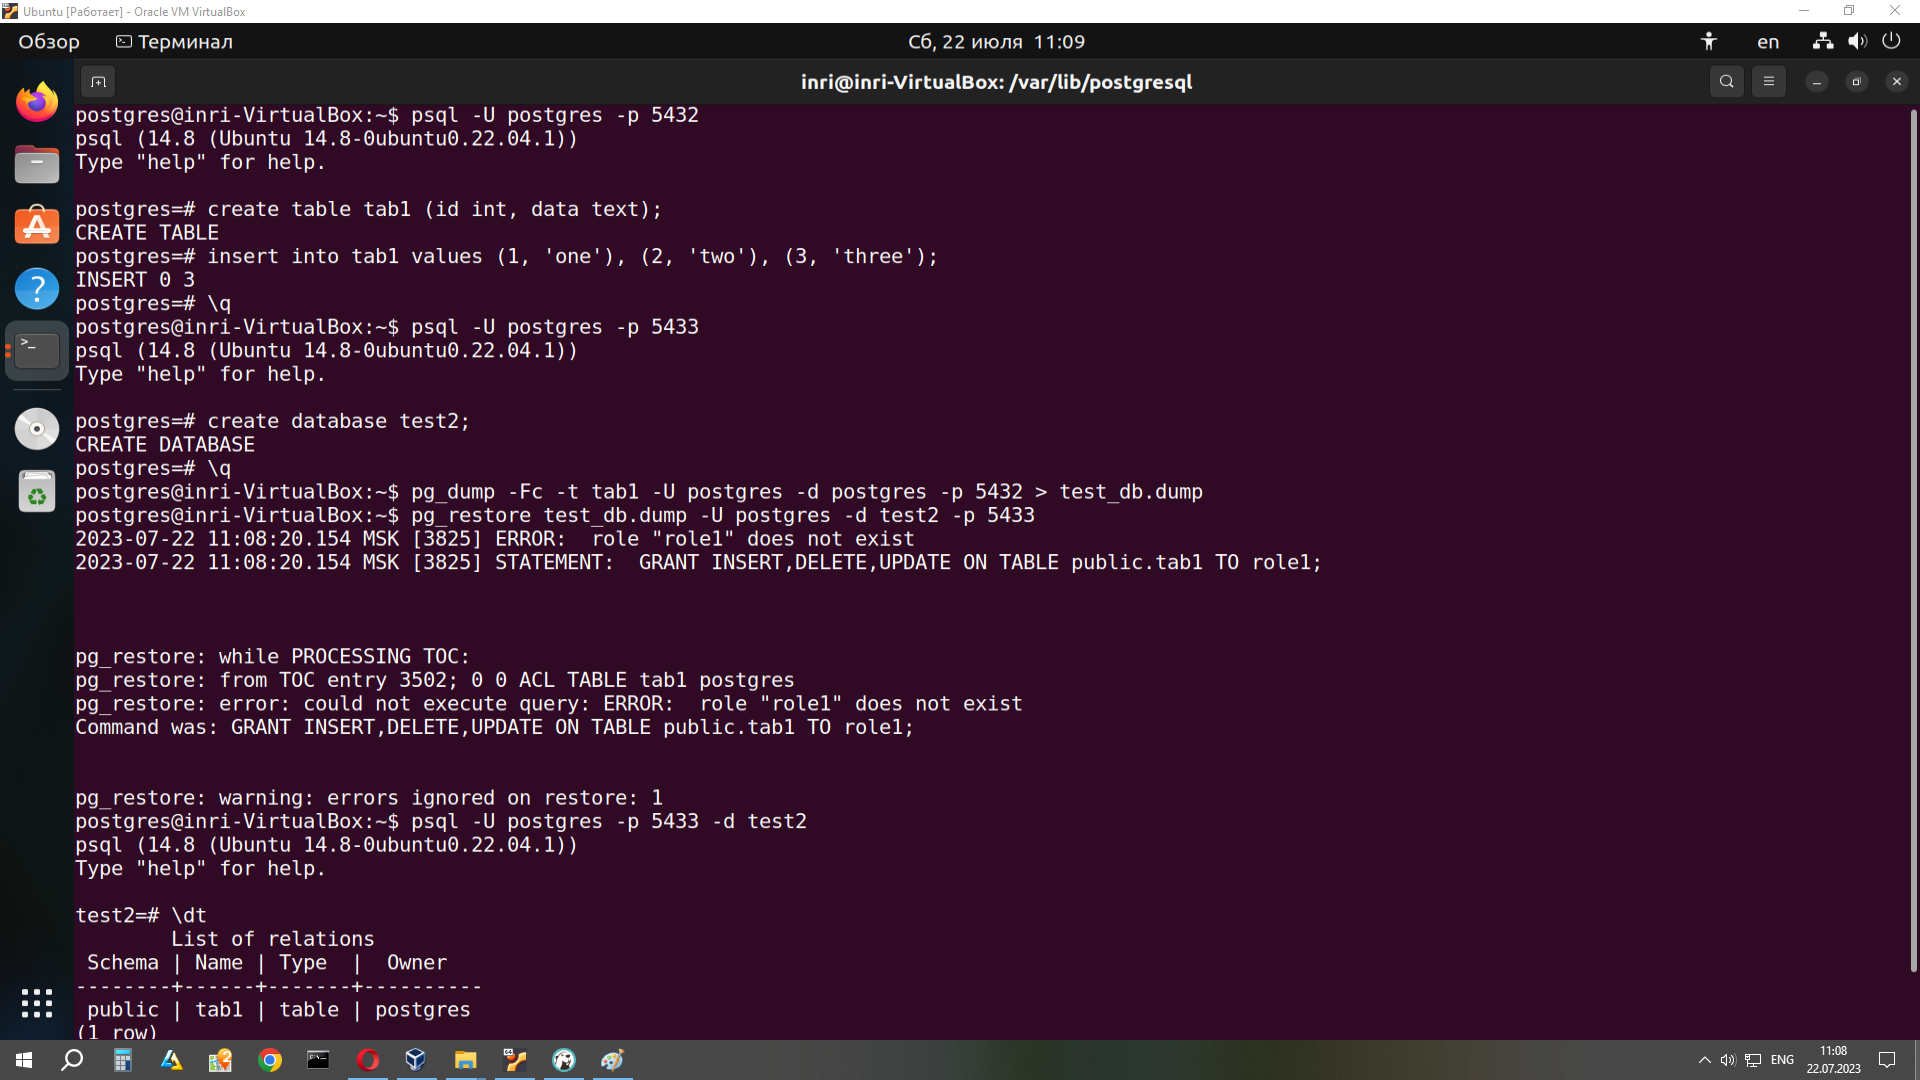 Ubuntu [Работает] - Oracle VM VirtualBox
Обзор
Терминал
Сб, 22 июля 11:09
en
inri@inri-VirtualBox: /var/lib/postgresql
postgres@inri-VirtualBox:~$ psql -U postgres -p 5432
psql (14.8 (Ubuntu 14.8-0ubuntu0.22.04.1))
Type "help" for help.
postgres=# create table tab1 (id int, data text);
CREATE TABLE
postgres=# insert into tab1 values (1, 'one'), (2, 'two'), (3, 'three');
INSERT 0 3
postgres=# \q
postgres@inri-VirtualBox:~$ psql -U postgres -p 5433
psql (14.8 (Ubuntu 14.8-0ubuntu0.22.04.1))
Type "help" for help.
postgres=# create database test2;
CREATE DATABASE
postgres=# \q
postgres@inri-VirtualBox:~$ pg_dump -Fc -t tab1 -U postgres -d postgres -p 5432 > test_db.dump
postgres@inri-VirtualBox:~$ pg_restore test_db.dump -U postgres -d test2 -p 5433
2023-07-22 11:08:20.154 MSK [3825] ERROR:  role "role1" does not exist
2023-07-22 11:08:20.154 MSK [3825] STATEMENT:  GRANT INSERT,DELETE,UPDATE ON TABLE public.tab1 TO role1;
pg_restore: while PROCESSING TOC:
pg_restore: from TOC entry 3502; 0 0 ACL TABLE tab1 postgres
pg_restore: error: could not execute query: ERROR:  role "role1" does not exist
Command was: GRANT INSERT,DELETE,UPDATE ON TABLE public.tab1 TO role1;
pg_restore: warning: errors ignored on restore: 1
postgres@inri-VirtualBox:~$ psql -U postgres -p 5433 -d test2
psql (14.8 (Ubuntu 14.8-0ubuntu0.22.04.1))
Type "help" for help.
test2=# \dt
        List of relations
 Schema | Name | Type  |  Owner
--------+------+-------+----------
 public | tab1 | table | postgres
(1 row)
ENG
11:08
22.07.2023